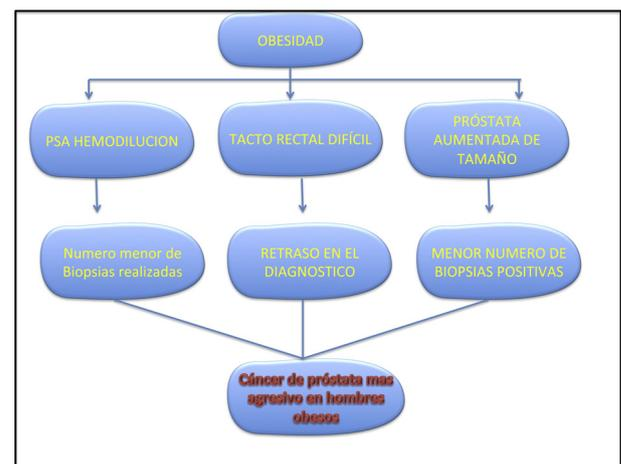 OBESIDAD
PSA HEMODILUCION
TACTO RECTAL DIFÍCIL
PRÓSTATA
AUMENTADA DE
TAMAÑO
Numero menor de
Biopsias realizadas
RETRASO EN EL
DIAGNOSTICO
MENOR NUMERO DE
BIOPSIAS POSITIVAS
Cáncer de próstata mas
agresivo en hombres
obesos